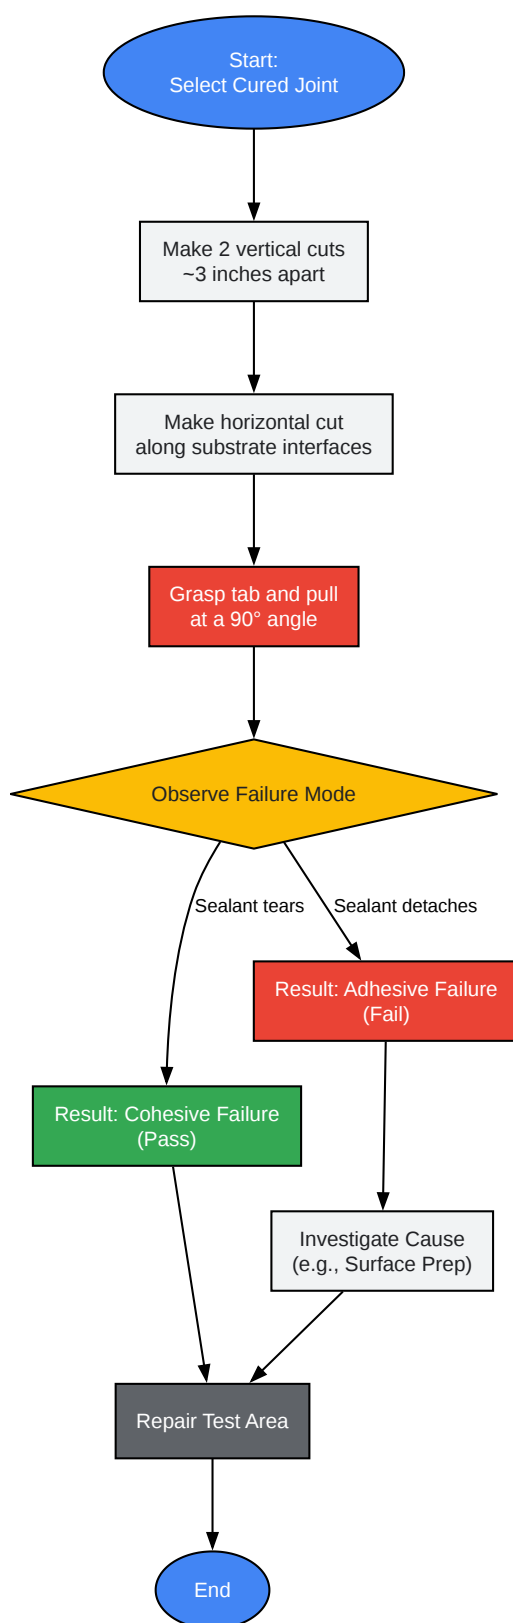 Start:
Select Cured Joint
Make 2 vertical cuts
~3 inches apart
Make horizontal cut
along substrate interfaces
Grasp tab and pull
at a 90° angle
Observe Failure Mode
Sealant tears
Sealant detaches
Result: Adhesive Failure
(Fail)
Result: Cohesive Failure
(Pass)
Investigate Cause
(e.g., Surface Prep)
Repair Test Area
End